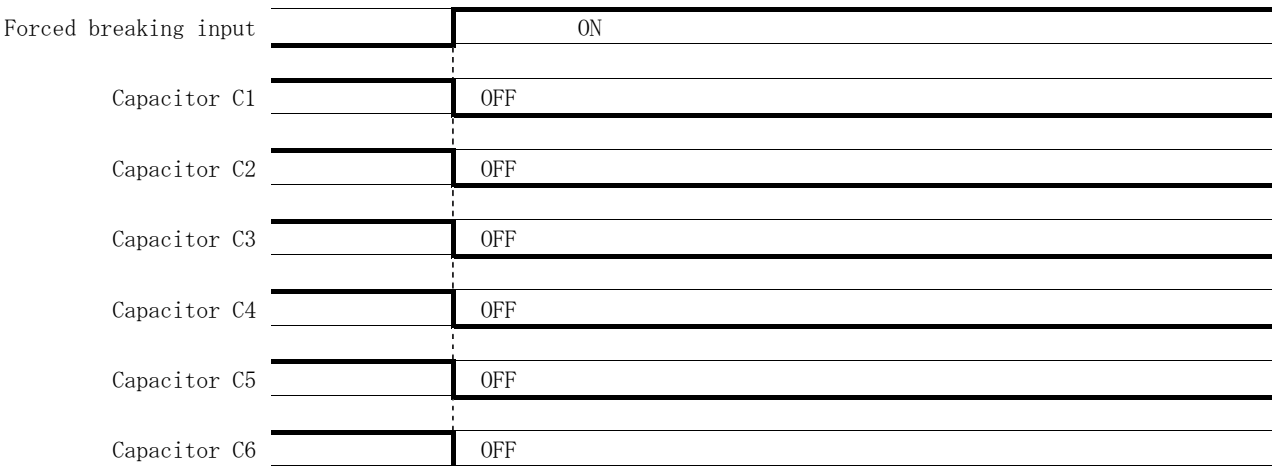 Forced breaking input ON
Capacitor C1 OFF
Capacitor C2 OFF
Capacitor C3 OFF
Capacitor C4 OFF
Capacitor C5 OFF
Capacitor C6 OFF